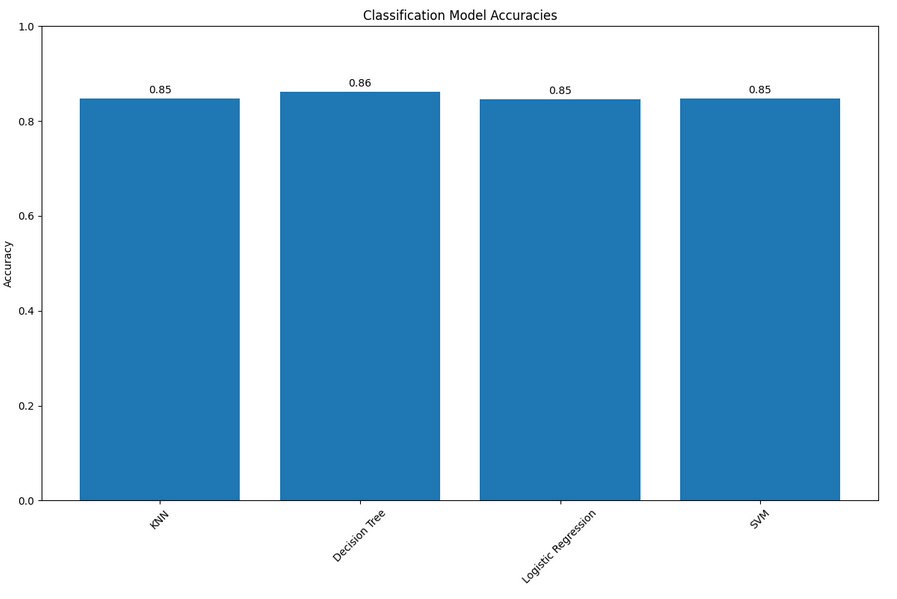 Classification Model Accuracies
1.0
0.8
0.6
0.4
0.2
0.0
Accuracy
0.85
0.86
0.85
0.85
KNN
Decision Tree
Logistic Regression
SVM